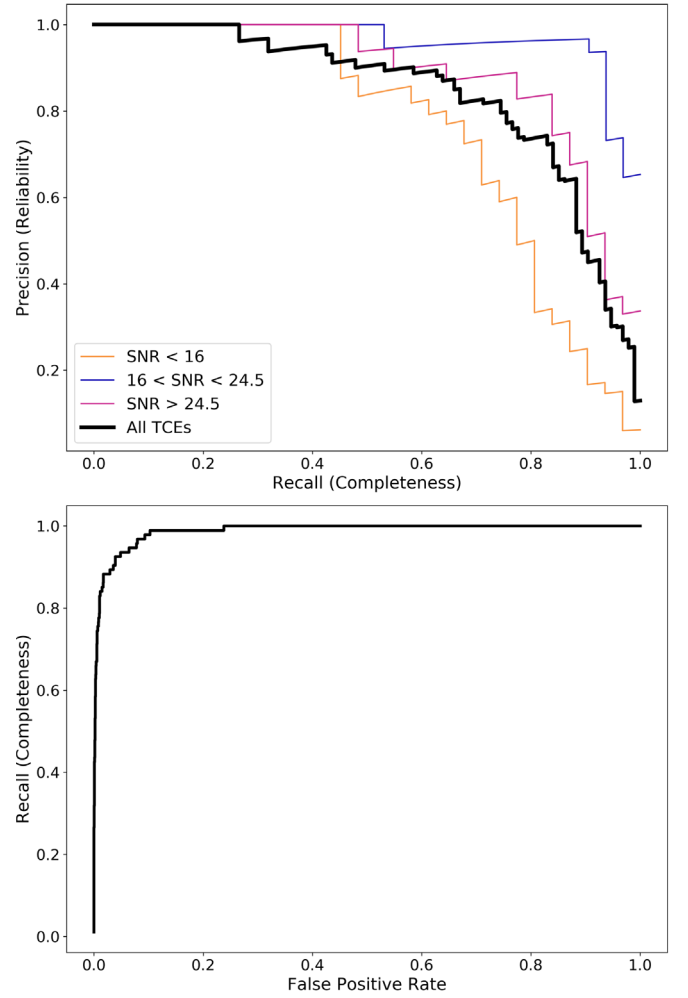 1.0
0.8
0.6
0.4
0.2
Precision (Reliability)
SNR < 16
16 < SNR < 24.5
SNR > 24.5
All TCEs
0.0 0.2 0.4 0.6 0.8 1.0
Recall (Completeness)
1.0
0.8
0.6
0.4
0.2
0.0
Recall (Completeness)
0.0 0.2 0.4 0.6 0.8 1.0
False Positive Rate